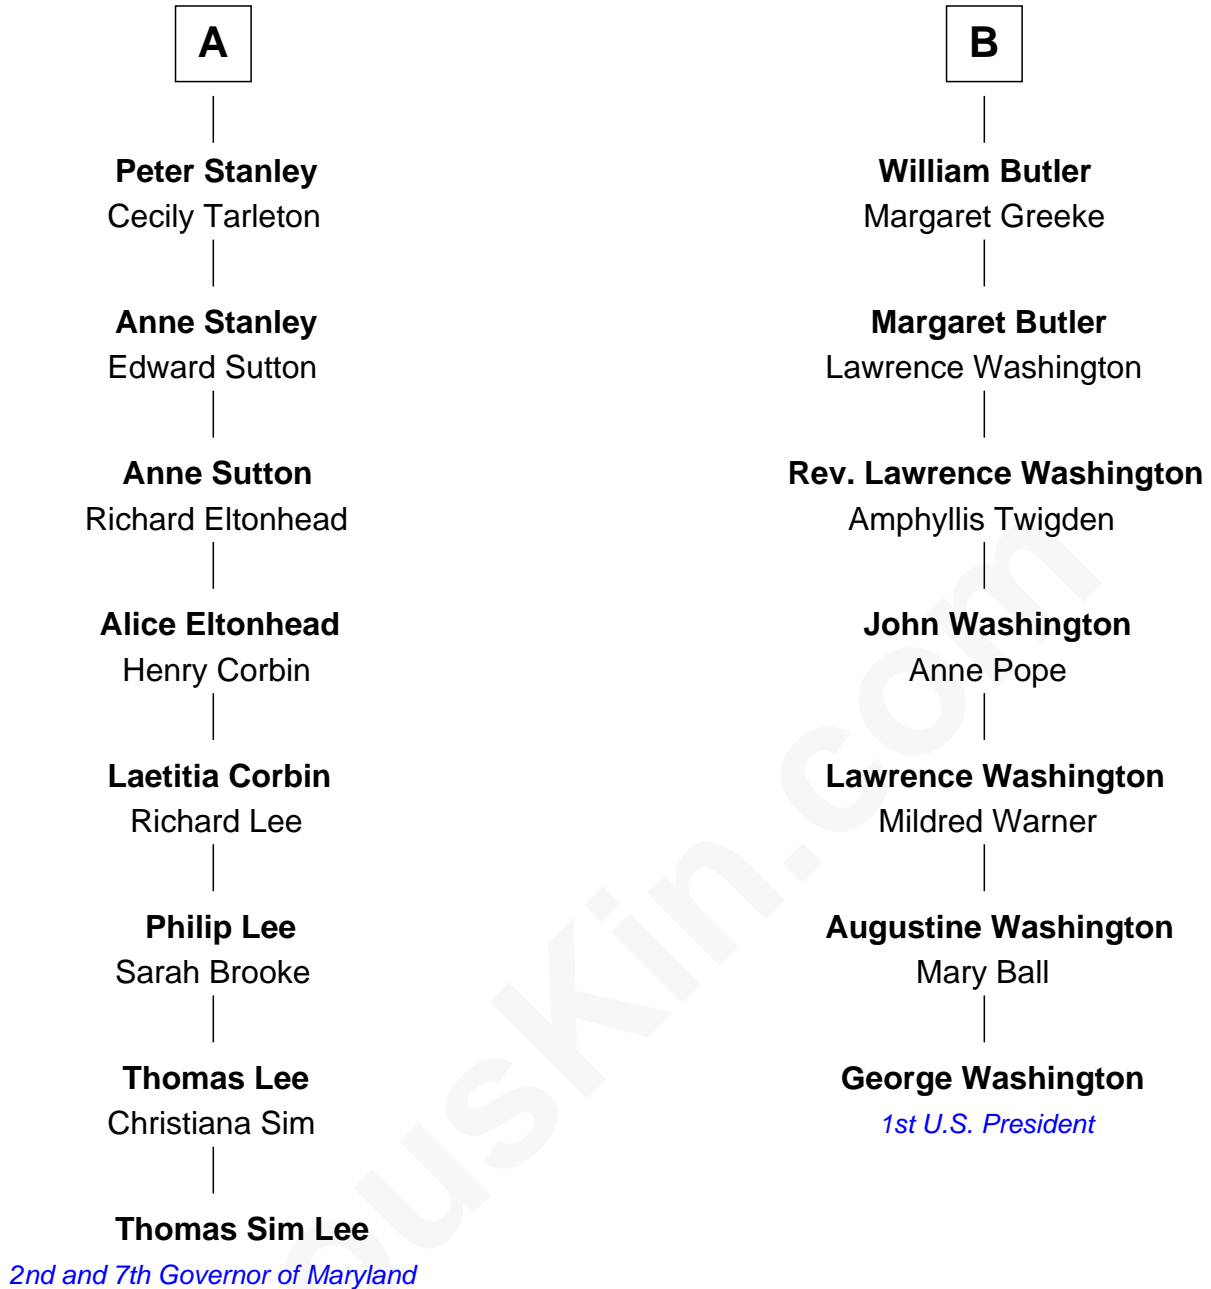 A
Peter Stanley
Cecily Tarleton
Anne Stanley
Edward Sutton
Anne Sutton
Richard Eltonhead
Alice Eltonhead
Henry Corbin
Laetitia Corbin
Richard Lee
Philip Lee
Sarah Brooke
Thomas Lee
Christiana Sim
Thomas Sim Lee
2nd and 7th Governor of Maryland
B
William Butler
Margaret Greeke
Margaret Butler
Lawrence Washington
Rev. Lawrence Washington
Amphyllis Twigden
John Washington
Anne Pope
Lawrence Washington
Mildred Warner
Augustine Washington
Mary Ball
George Washington
1st U.S. President
ousKin.com